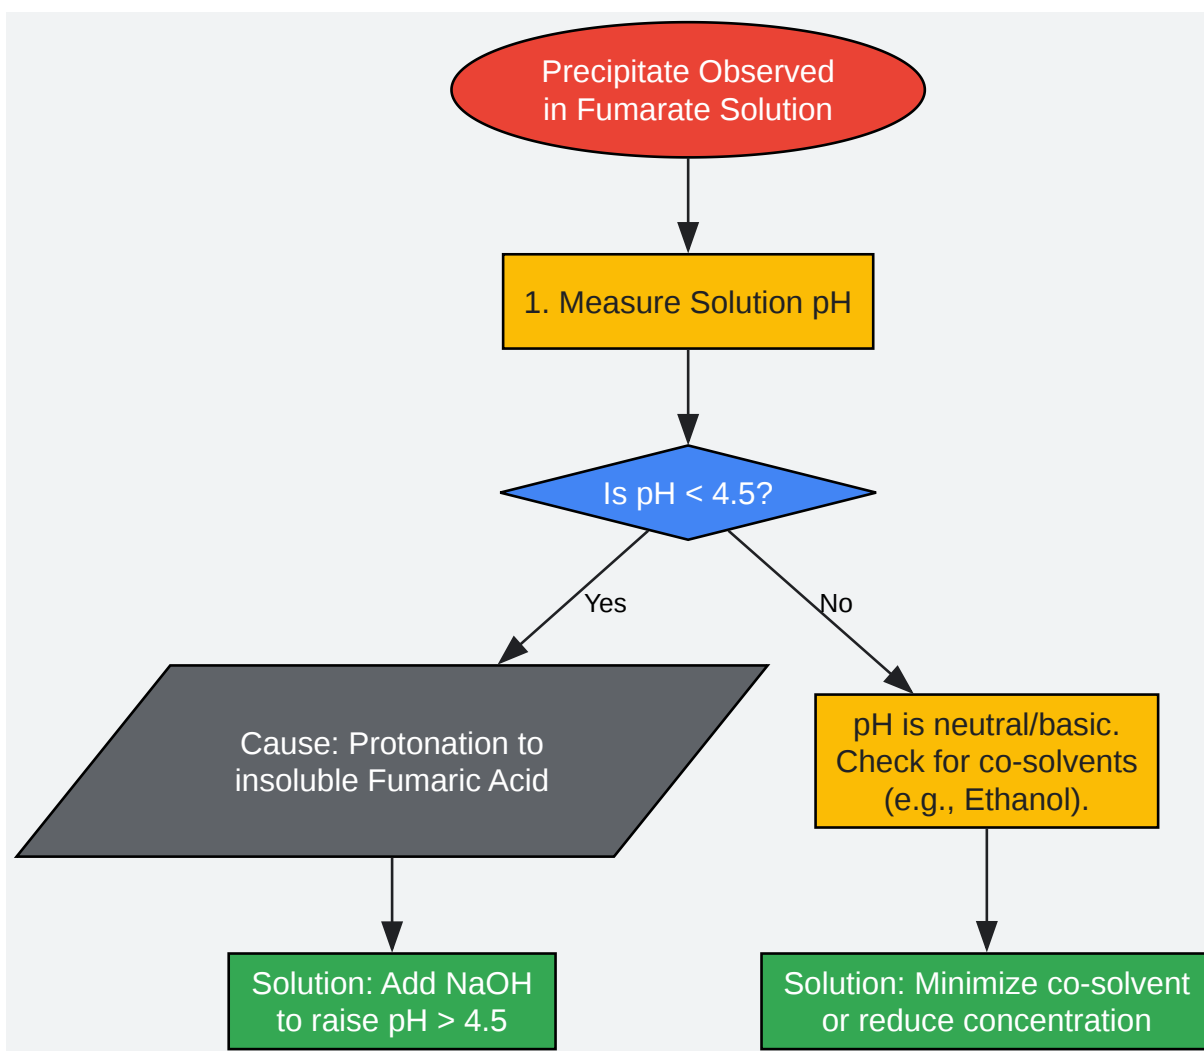 Precipitate Observed
in Fumarate Solution
1. Measure Solution pH
Is pH < 4.5?
Yes
No
Cause: Protonation to
insoluble Fumaric Acid
pH is neutral/basic.
Check for co-solvents
(e.g., Ethanol).
Solution: Add NaOH
to raise pH > 4.5
Solution: Minimize co-solvent
or reduce concentration